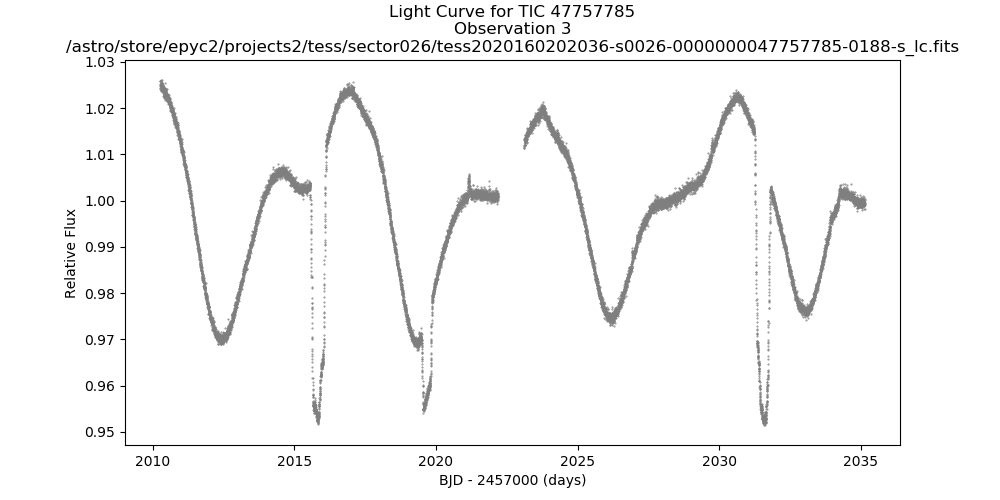 Light Curve for TIC 47757785
Observation 3
/astro/store/epyc2/projects2/tess/sector026/tess2020160202036-s0026-0000000047757785-0188-s_lc.fits
1.03
1.02
1.01
1.00
0.99
0.98
0.97
0.96
0.95
Relative Flux
2010 2015 2020 2025 2030 2035
BJD - 2457000 (days)